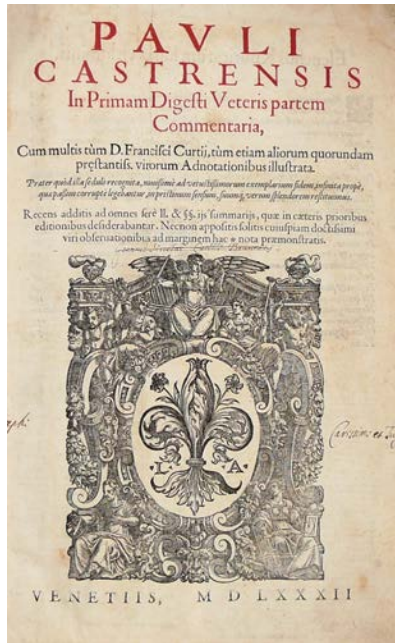 PAVLI
CASTRENSIS
In Primam Digesti Veteris partem
Commentaria,
Cum multis tùm D. Francisci Curtij, tùm etiam aliorum quorundam
pręstantiss. virorum Adnotationibus illustrata.
Præter quòd illa sedulò recognita, nouissimè ad vetustissimorum exemplarium fidem, infinita propè,
quæ passim corruptè legebantur, in pristinum sensum, suumq; verum splendorem restituimus.
Recens additis ad omnes ferè ll. & §§.ijs summarijs, quæ in cæteris prioribus
editionibus desiderabantur. Necnon appositis solitis cuiuspiam doctissimi
viri obseruationibus ad marginem hac * nota præmonstratis.
L A
VENETIIS, M D LXXXII